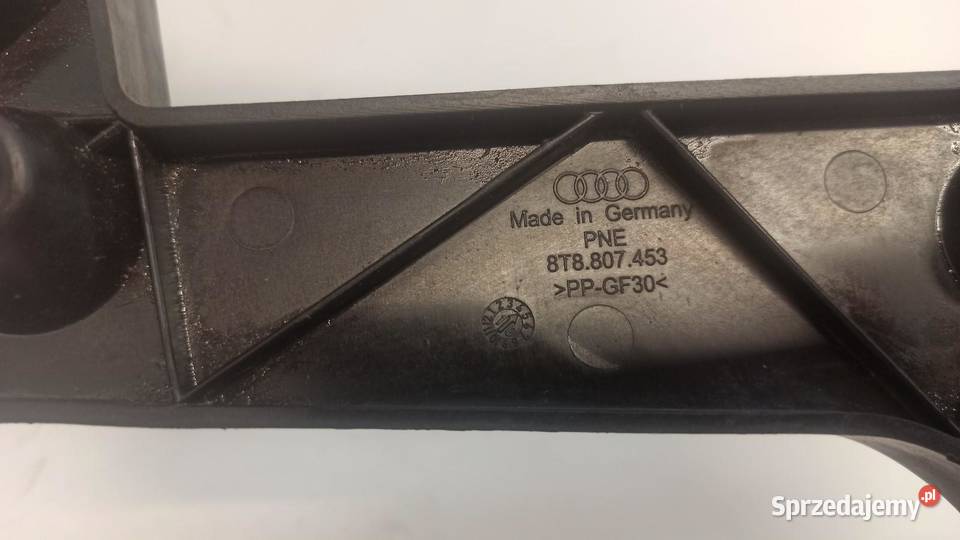 Made in Germany
PNE
8T8.807.453
>PP-GF30<
Sprzedajemy.pl